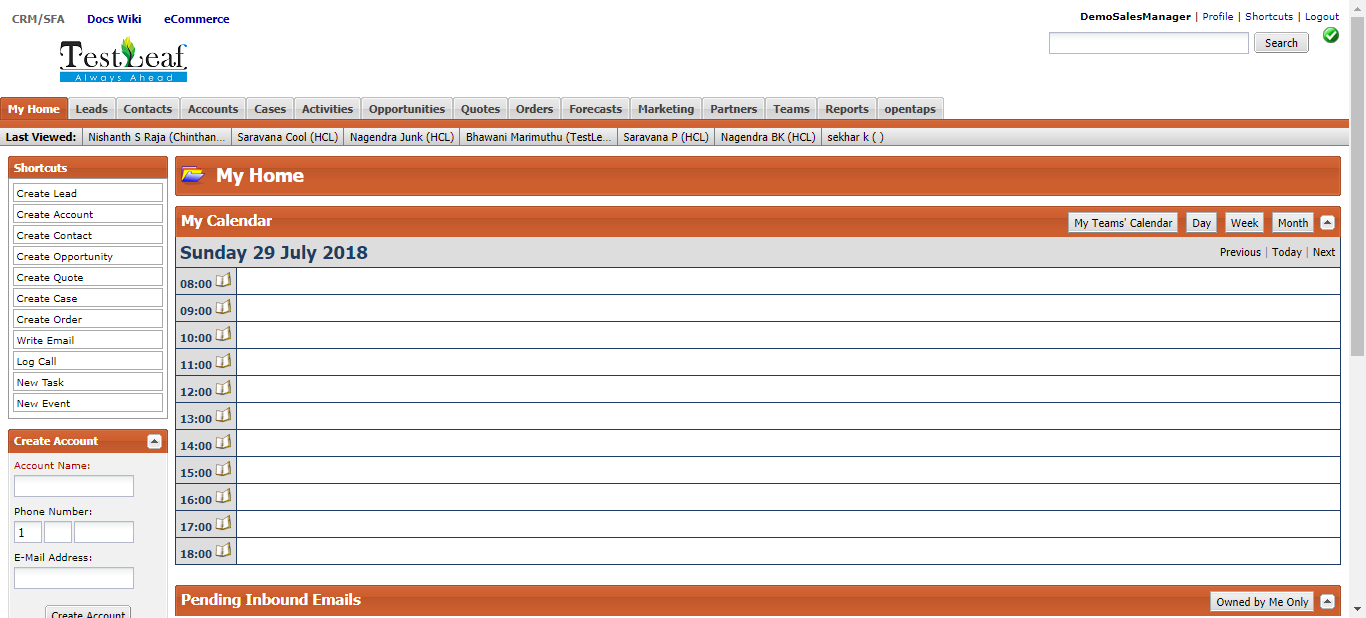 CRM/SFA Docs Wiki eCommerce
DemoSalesManager | Profile | Shortcuts | Logout
TestLeaf
Always Ahead
Search
My Home Leads Contacts Accounts Cases Activities Opportunities Quotes Orders Forecasts Marketing Partners Teams Reports opentaps
Last Viewed: Nishanth S Raja (Chinthan... Saravana Cool (HCL) Nagendra Junk (HCL) Bhawani Marimuthu (TestLe... Saravana P (HCL) Nagendra BK (HCL) sekhar k ( )
Shortcuts
Create Lead
Create Account
Create Contact
Create Opportunity
Create Quote
Create Case
Create Order
Write Email
Log Call
New Task
New Event
Create Account
Account Name:
Phone Number:
1
E-Mail Address:
Create Account
My Home
My Calendar My Teams' Calendar Day Week Month
Sunday 29 July 2018 Previous | Today | Next
08:00
09:00
10:00
11:00
12:00
13:00
14:00
15:00
16:00
17:00
18:00
Pending Inbound Emails Owned by Me Only